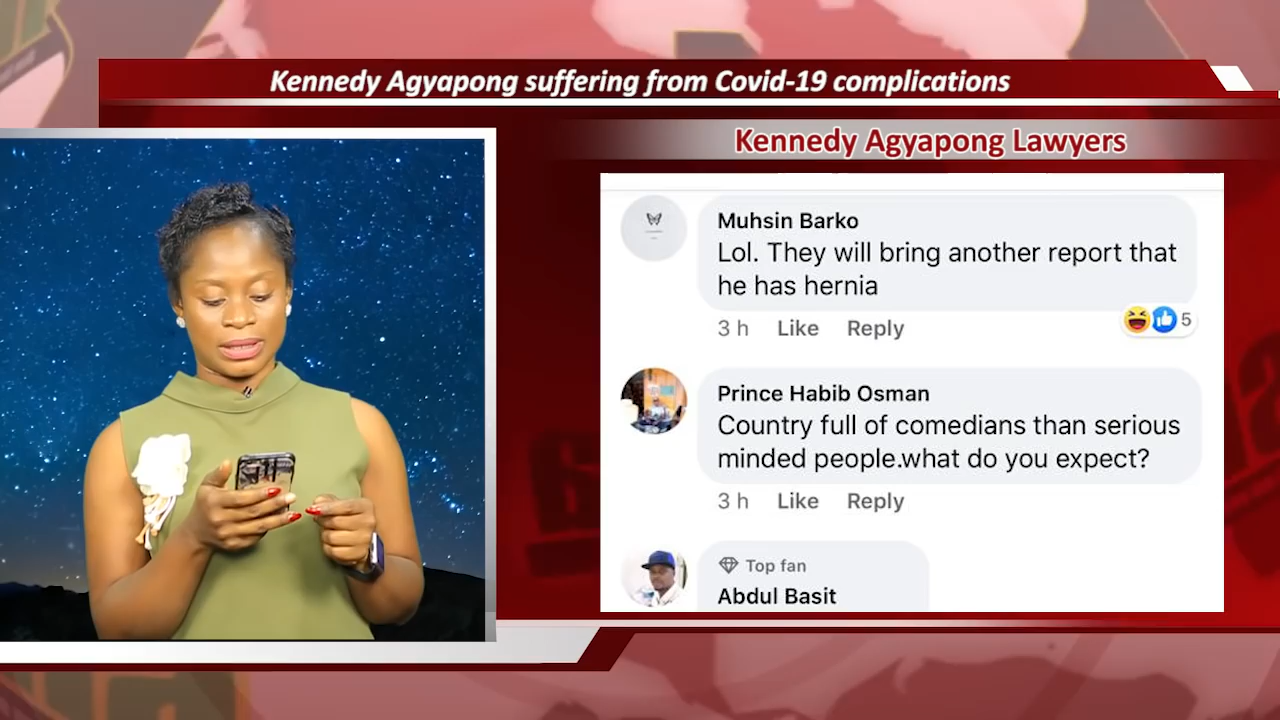 Kennedy Agyapong suffering from Covid-19 complications
Kennedy Agyapong Lawyers
Muhsin Barko
Lol. They will bring another report that
he has hernia
3 h Like Reply
5
Prince Habib Osman
Country full of comedians than serious
minded people.what do you expect?
3 h Like Reply
Top fan
Abdul Basit